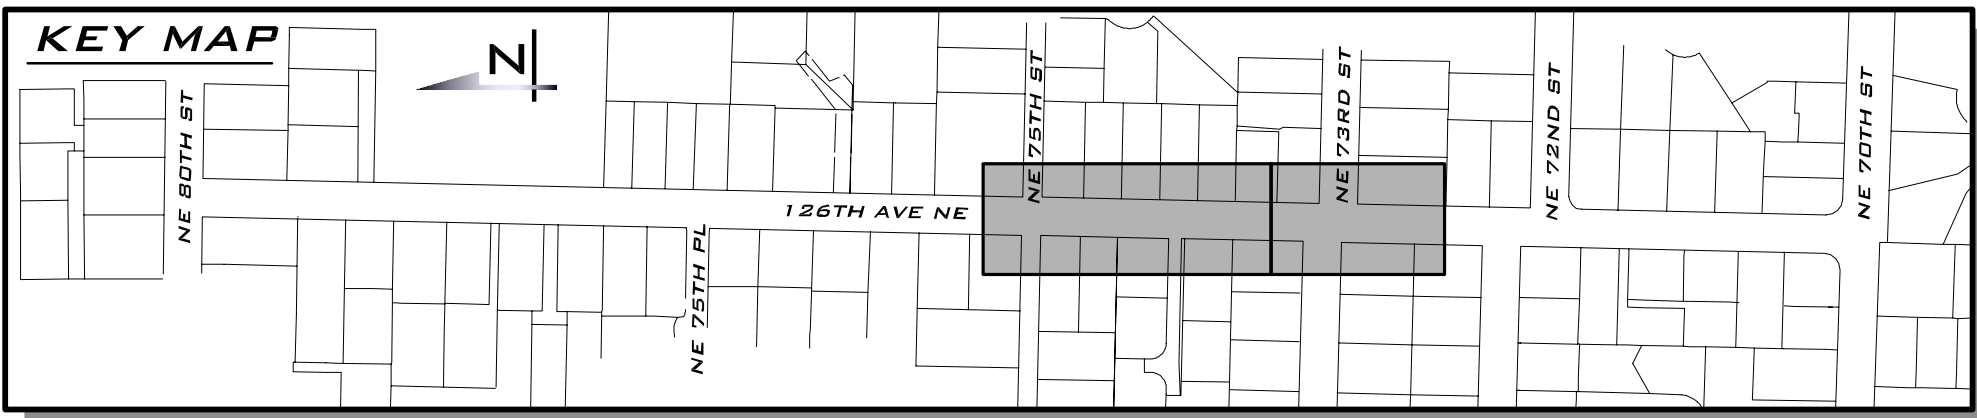 KEY MAP
N
NE 80TH ST
126TH AVE NE
NE 75TH PL
NE 75TH ST
NE 73RD ST
NE 72ND ST
NE 70TH ST